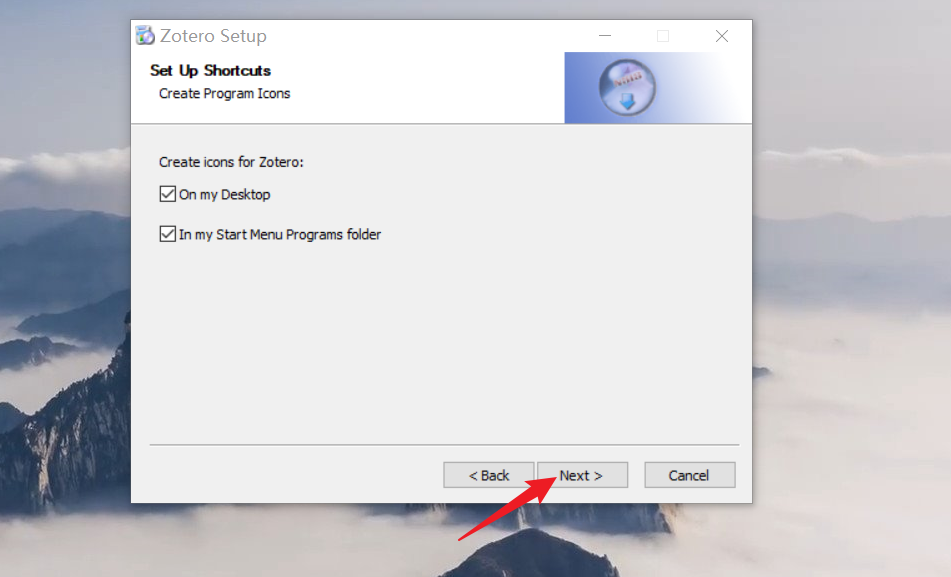 Zotero Setup
Set Up Shortcuts
Create Program Icons
Create icons for Zotero:
On my Desktop
In my Start Menu Programs folder
< Back
Next >
Cancel